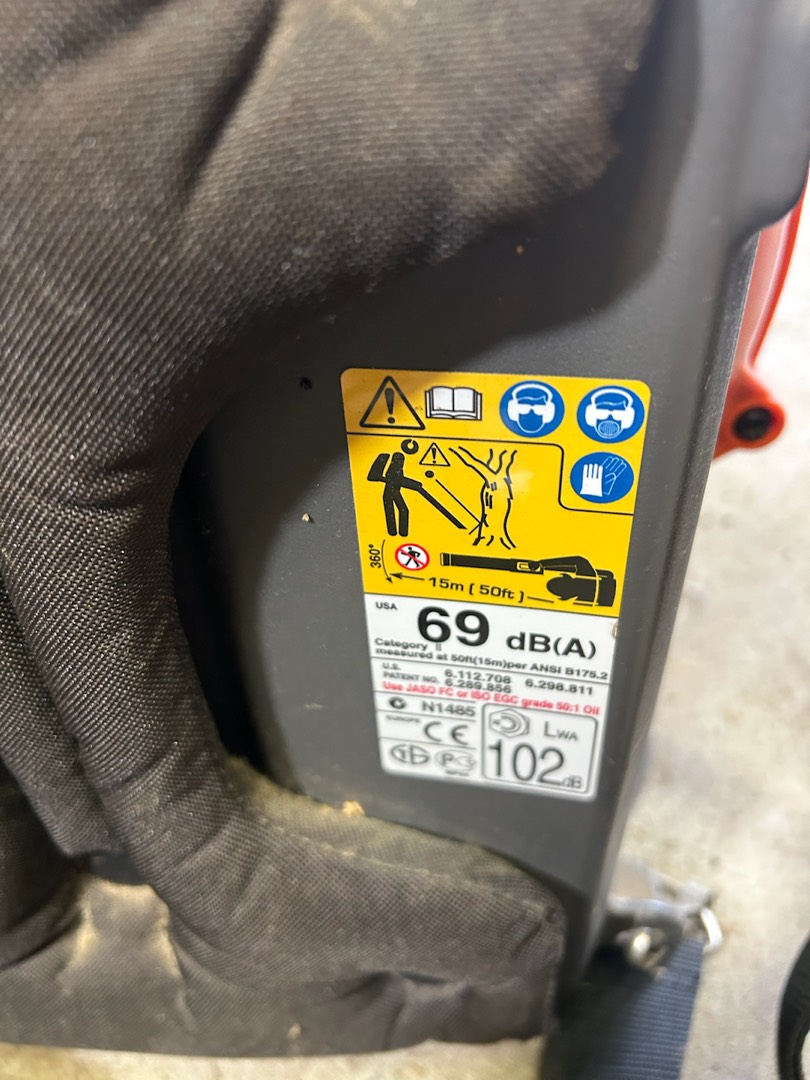 360°
15m ( 50ft )
USA
69 dB(A)
Category II
measured at 50ft(15m)per ANSI B175.2
U.S.
PATENT NO. 6.112.708 6.298.811
6.289.856
Use JASO FC or ISO EGC grade 50:1 Oil
N1485
EUROPE
CE
LWA
102 dB